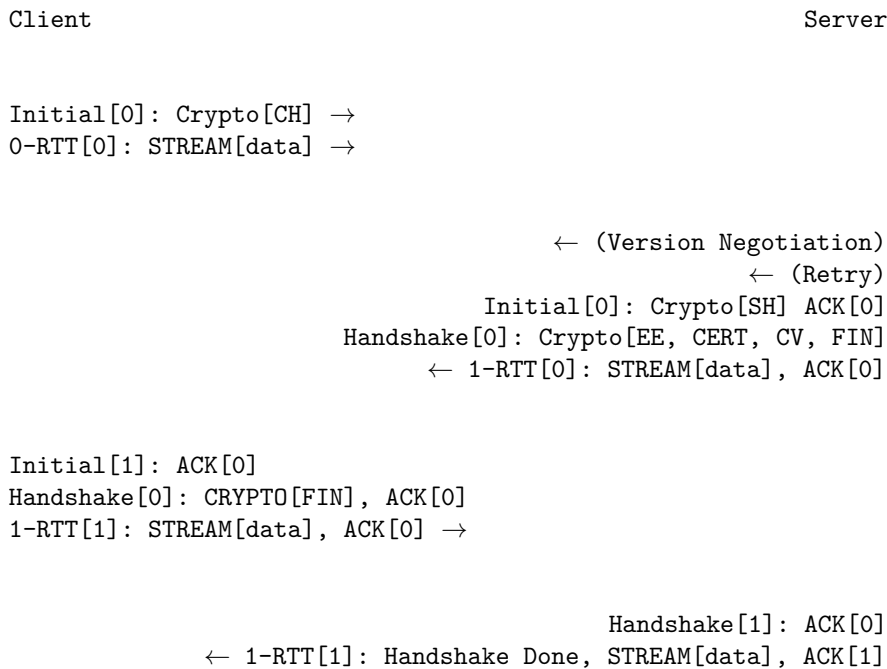 Client Server
Initial[0]: Crypto[CH] →
0-RTT[0]: STREAM[data] →
← (Version Negotiation)
← (Retry)
Initial[0]: Crypto[SH] ACK[0]
Handshake[0]: Crypto[EE, CERT, CV, FIN]
← 1-RTT[0]: STREAM[data], ACK[0]
Initial[1]: ACK[0]
Handshake[0]: CRYPTO[FIN], ACK[0]
1-RTT[1]: STREAM[data], ACK[0] →
Handshake[1]: ACK[0]
← 1-RTT[1]: Handshake Done, STREAM[data], ACK[1]